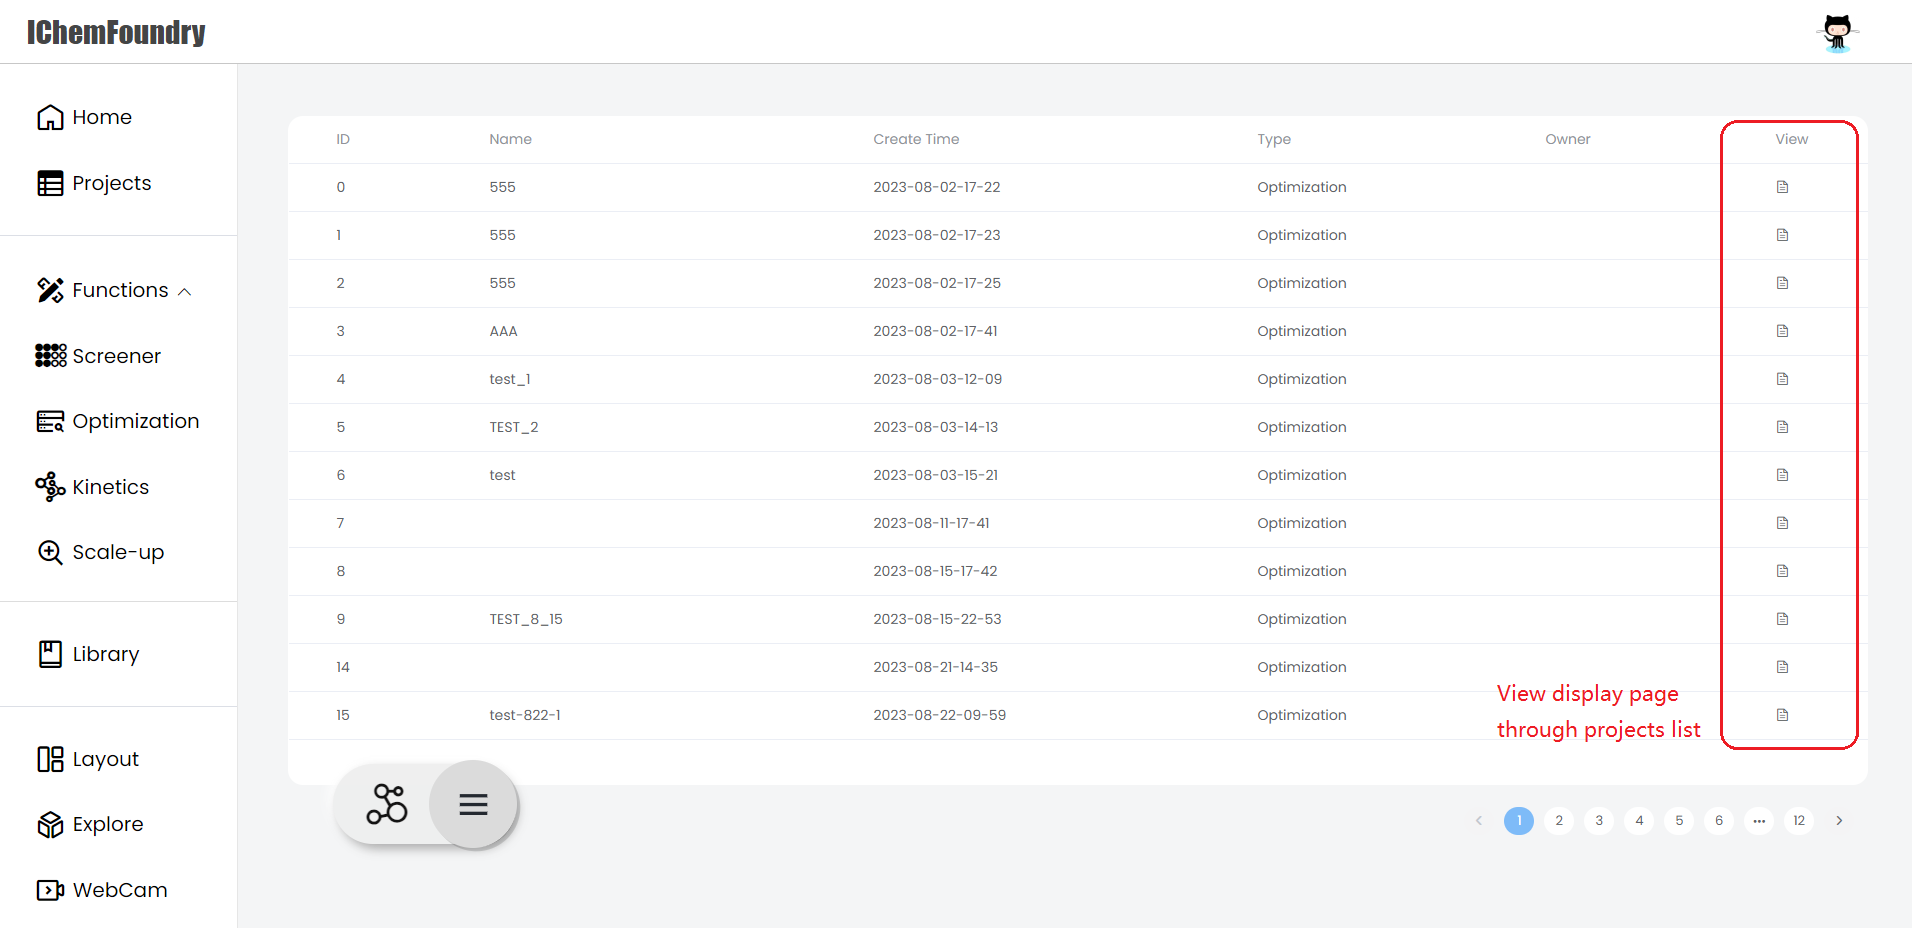 IChemFoundry
Home
Projects
Functions
Screener
Optimization
Kinetics
Scale-up
Library
Layout
Explore
WebCam
ID Name Create Time Type Owner View
0 555 2023-08-02-17-22 Optimization
1 555 2023-08-02-17-23 Optimization
2 555 2023-08-02-17-25 Optimization
3 AAA 2023-08-02-17-41 Optimization
4 test_1 2023-08-03-12-09 Optimization
5 TEST_2 2023-08-03-14-13 Optimization
6 test 2023-08-03-15-21 Optimization
7 2023-08-11-17-41 Optimization
8 2023-08-15-17-42 Optimization
9 TEST_8_15 2023-08-15-22-53 Optimization
14 2023-08-21-14-35 Optimization
15 test-822-1 2023-08-22-09-59 Optimization
View display page
through projects list
1 2 3 4 5 6 ••• 12